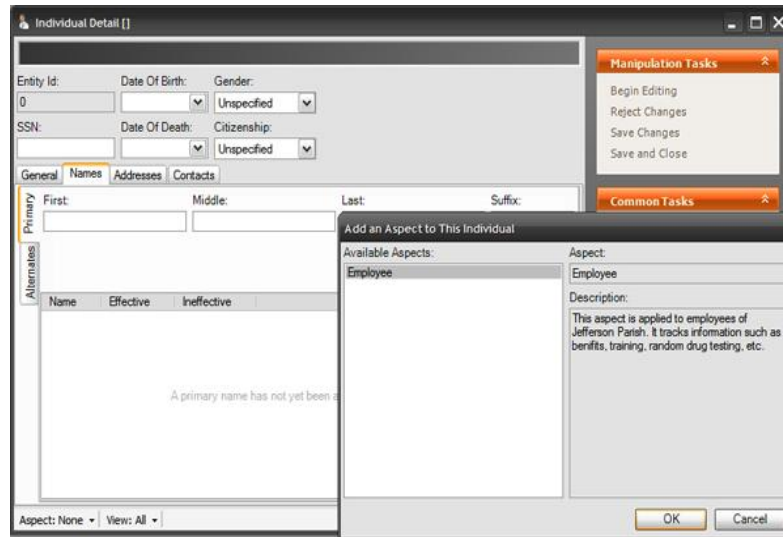 Individual Detail []
Entity Id:
Date Of Birth:
Gender:
0
Unspecified
SSN:
Date Of Death:
Citizenship:
Unspecified
General
Names
Addresses
Contacts
Primary
Alternates
First:
Middle:
Last:
Suffix:
Name
Effective
Ineffective
A primary name has not yet been
Aspect: None
View: All
Manipulation Tasks
Begin Editing
Reject Changes
Save Changes
Save and Close
Common Tasks
Add an Aspect to This Individual
Available Aspects:
Employee
Aspect:
Employee
Description:
This aspect is applied to employees of
Jefferson Parish. It tracks information such as
benifits, training, random drug testing, etc.
OK
Cancel